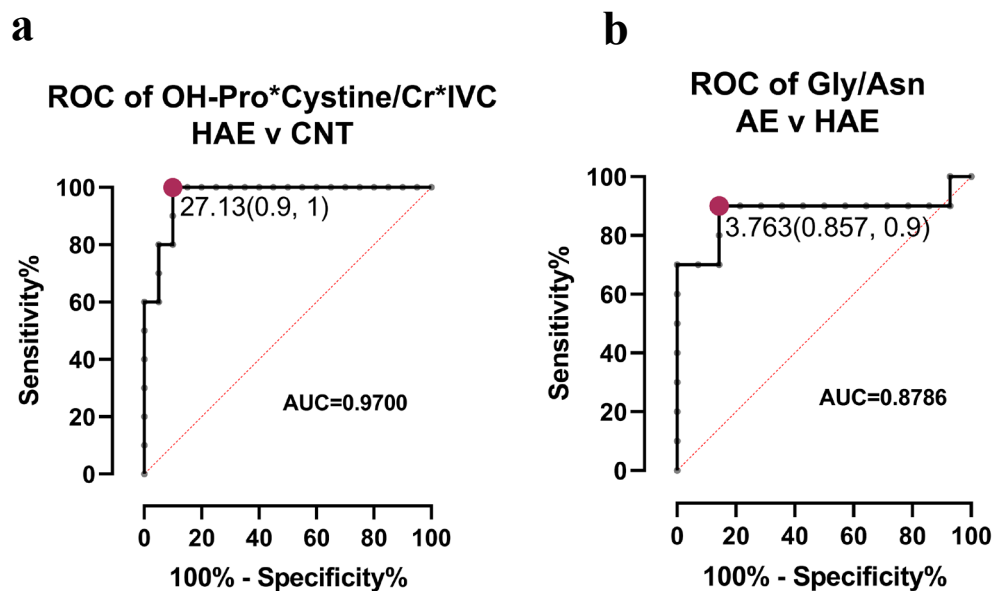 a
ROC of OH-Pro*Cystine/Cr*IVC
HAE v CNT
100
80
60
40
20
0
Sensitivity%
27.13(0.9, 1)
AUC=0.9700
0 20 40 60 80 100
100% - Specificity%
b
ROC of Gly/Asn
AE v HAE
100
80
60
40
20
0
Sensitivity%
3.763(0.857, 0.9)
AUC=0.8786
0 20 40 60 80 100
100% - Specificity%